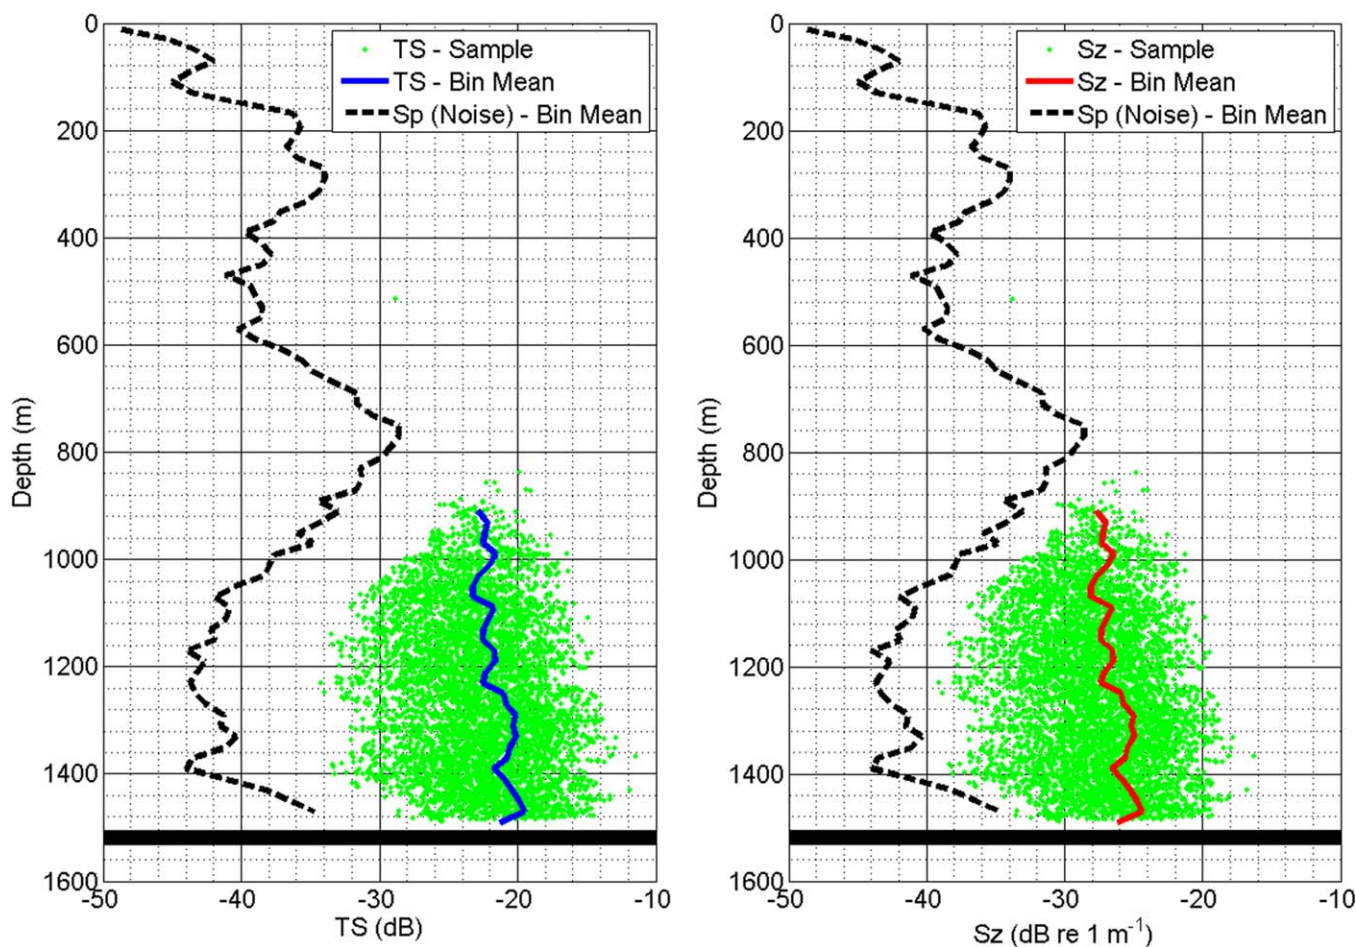 TS - Sample
TS - Bin Mean
Sp (Noise) - Bin Mean
0
200
400
600
800
1000
1200
1400
1600
Depth (m)
-50 -40 -30 -20 -10
TS (dB)
Sz - Sample
Sz - Bin Mean
Sp (Noise) - Bin Mean
0
200
400
600
800
1000
1200
1400
1600
Depth (m)
-50 -40 -30 -20 -10
Sz (dB re 1 m⁻¹)